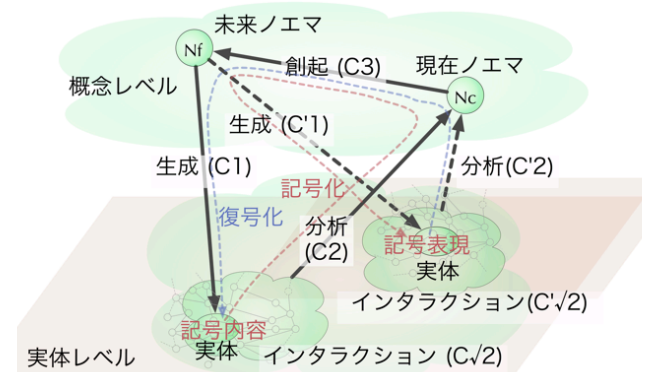 未来ノエマ
Nf
創起 (C3)
現在ノエマ
Nc
概念レベル
生成 (C'1)
生成 (C1)
分析(C'2)
記号化
復号化
分析
(C2)
記号表現
実体
インタラクション(C'√2)
記号内容
実体
インタラクション (C√2)
実体レベル